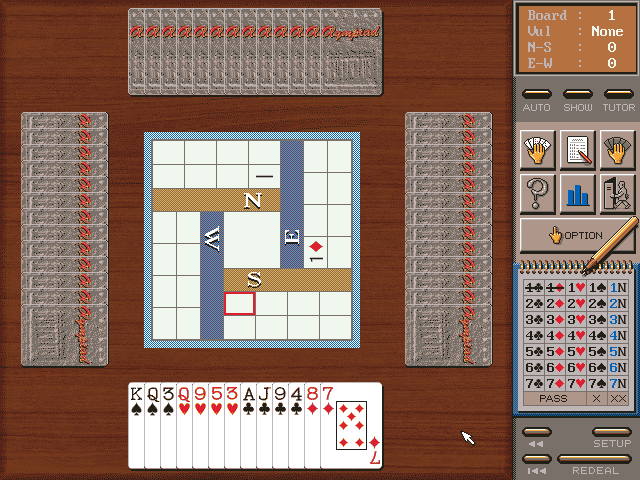 Olympiad
Board : 1
Vul : None
N-S : 0
E-W : 0
AUTO SHOW TUTOR
OPTION
N
W
E
1♦
S
1♣ 1♦ 1♥ 1♠ 1N
2♣ 2♦ 2♥ 2♠ 2N
3♣ 3♦ 3♥ 3♠ 3N
4♣ 4♦ 4♥ 4♠ 4N
5♣ 5♦ 5♥ 5♠ 5N
6♣ 6♦ 6♥ 6♠ 6N
7♣ 7♦ 7♥ 7♠ 7N
PASS X XX
SETUP
REDEAL
Olympiad
Olympiad
K Q 3 Q 9 5 3 A J 9 4 8 7
♠ ♠ ♠ ♥ ♥ ♥ ♥ ♣ ♣ ♣ ♣ ♦ ♦
7